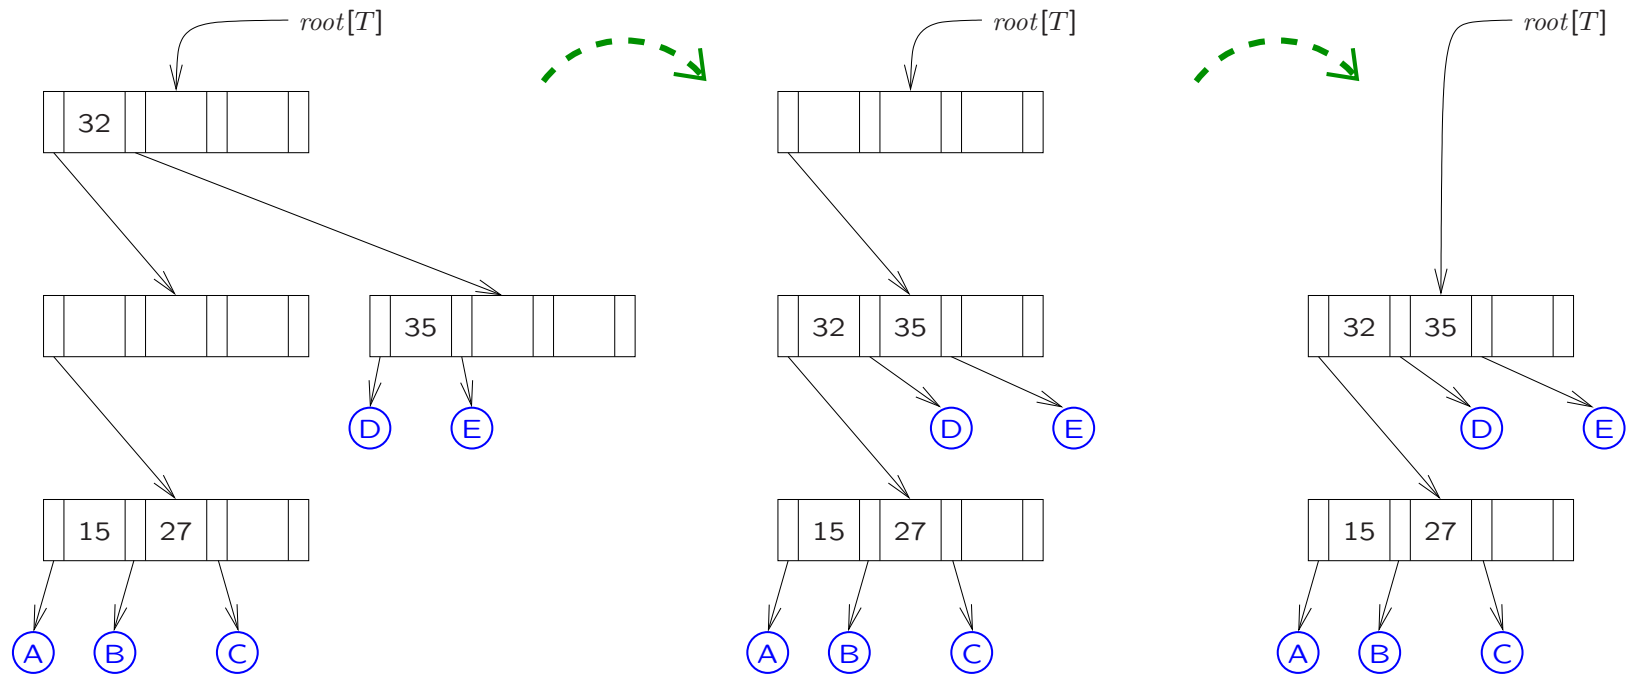 root[T] root[T] root[T]
32
35 32 35 32 35
D E D E D E
15 27 15 27 15 27
A B C A B C A B C